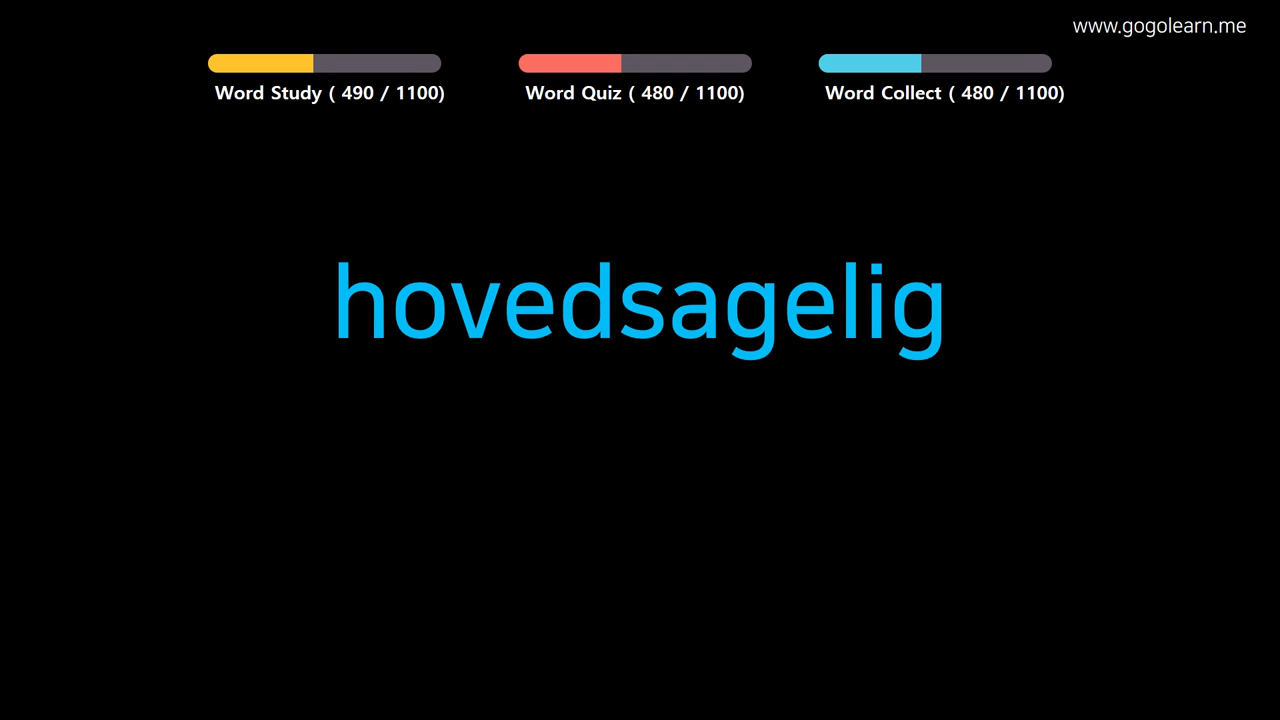 www.gogolearn.me
Word Study ( 490 / 1100)
Word Quiz ( 480 / 1100)
Word Collect ( 480 / 1100)
hovedsagelig